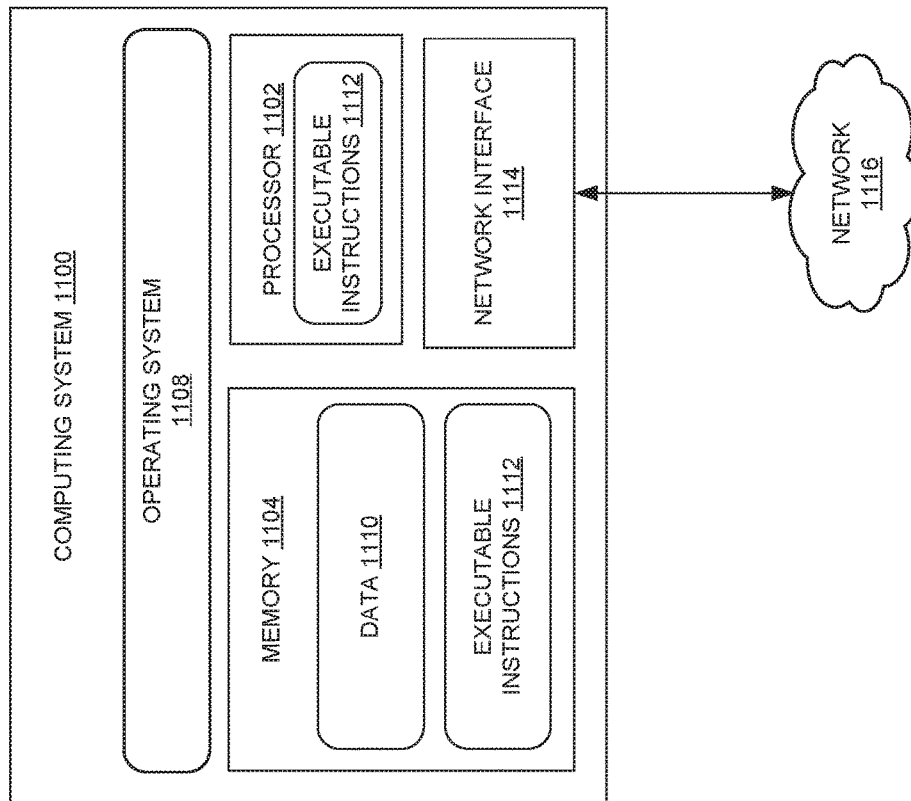 COMPUTING SYSTEM 1100
OPERATING SYSTEM
1108
MEMORY 1104
DATA 1110
EXECUTABLE
INSTRUCTIONS 1112
PROCESSOR 1102
EXECUTABLE
INSTRUCTIONS 1112
NETWORK INTERFACE
1114
NETWORK
1116